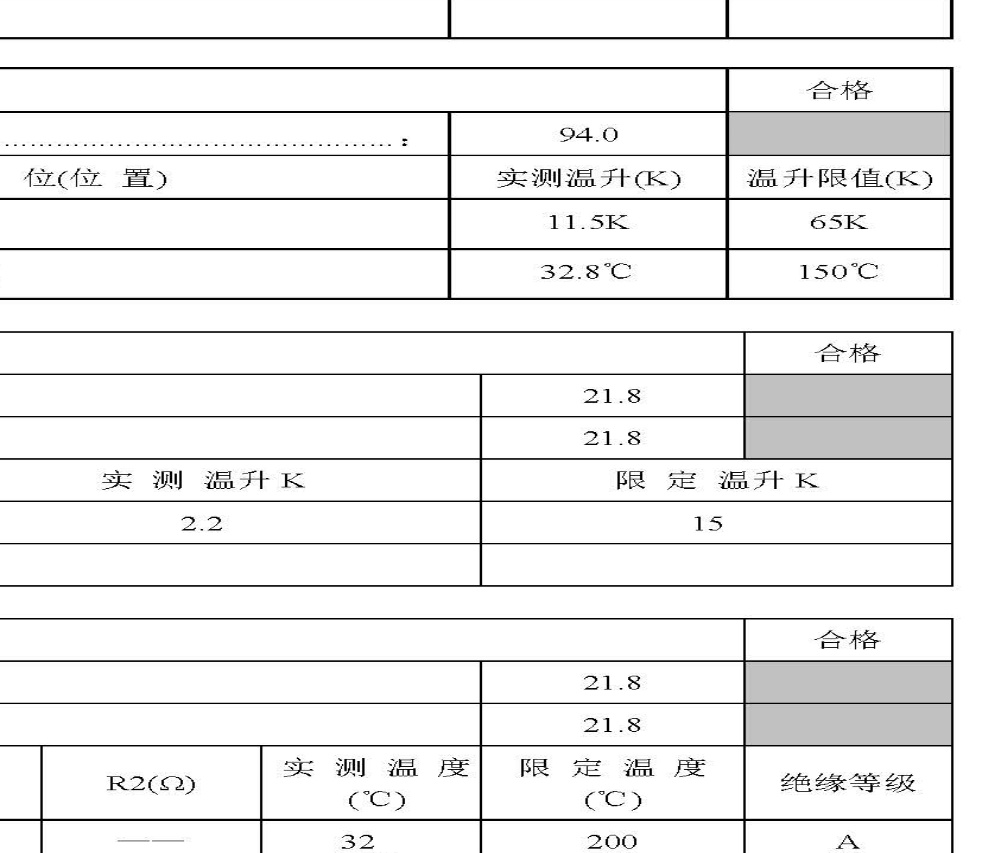 合格
………………………………………： 94.0
位(位 置) 实测温升(K) 温升限值(K)
11.5K 65K
32.8℃ 150℃
合格
21.8
21.8
实 测 温升 K 限 定 温升 K
2.2 15
合格
21.8
21.8
R2(Ω) 实 测 温 度 (℃) 限 定 温 度 (℃) 绝缘等级
—— 32 200 A